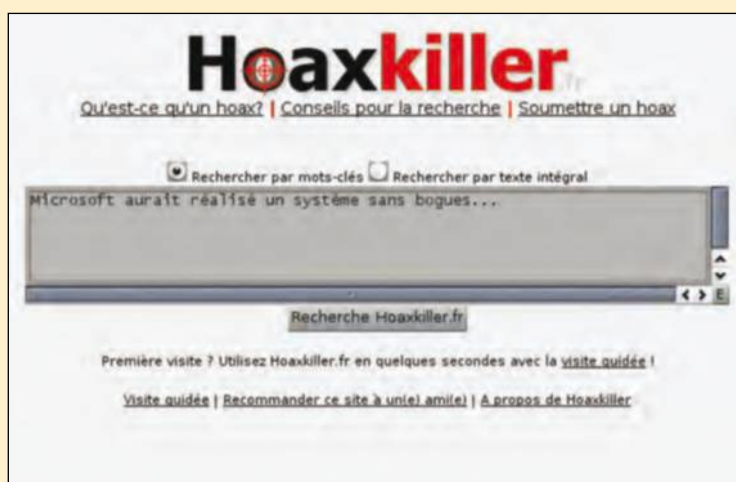 Hoaxkiller.fr
Qu'est-ce qu'un hoax? | Conseils pour la recherche | Soumettre un hoax
Rechercher par mots-clés Rechercher par texte intégral
Microsoft aurait réalisé un système sans bogues...
E
Recherche Hoaxkiller.fr
Première visite ? Utilisez Hoaxkiller.fr en quelques secondes avec la visite guidée !
Visite guidée | Recommander ce site à un(e) ami(e) | A propos de Hoaxkiller